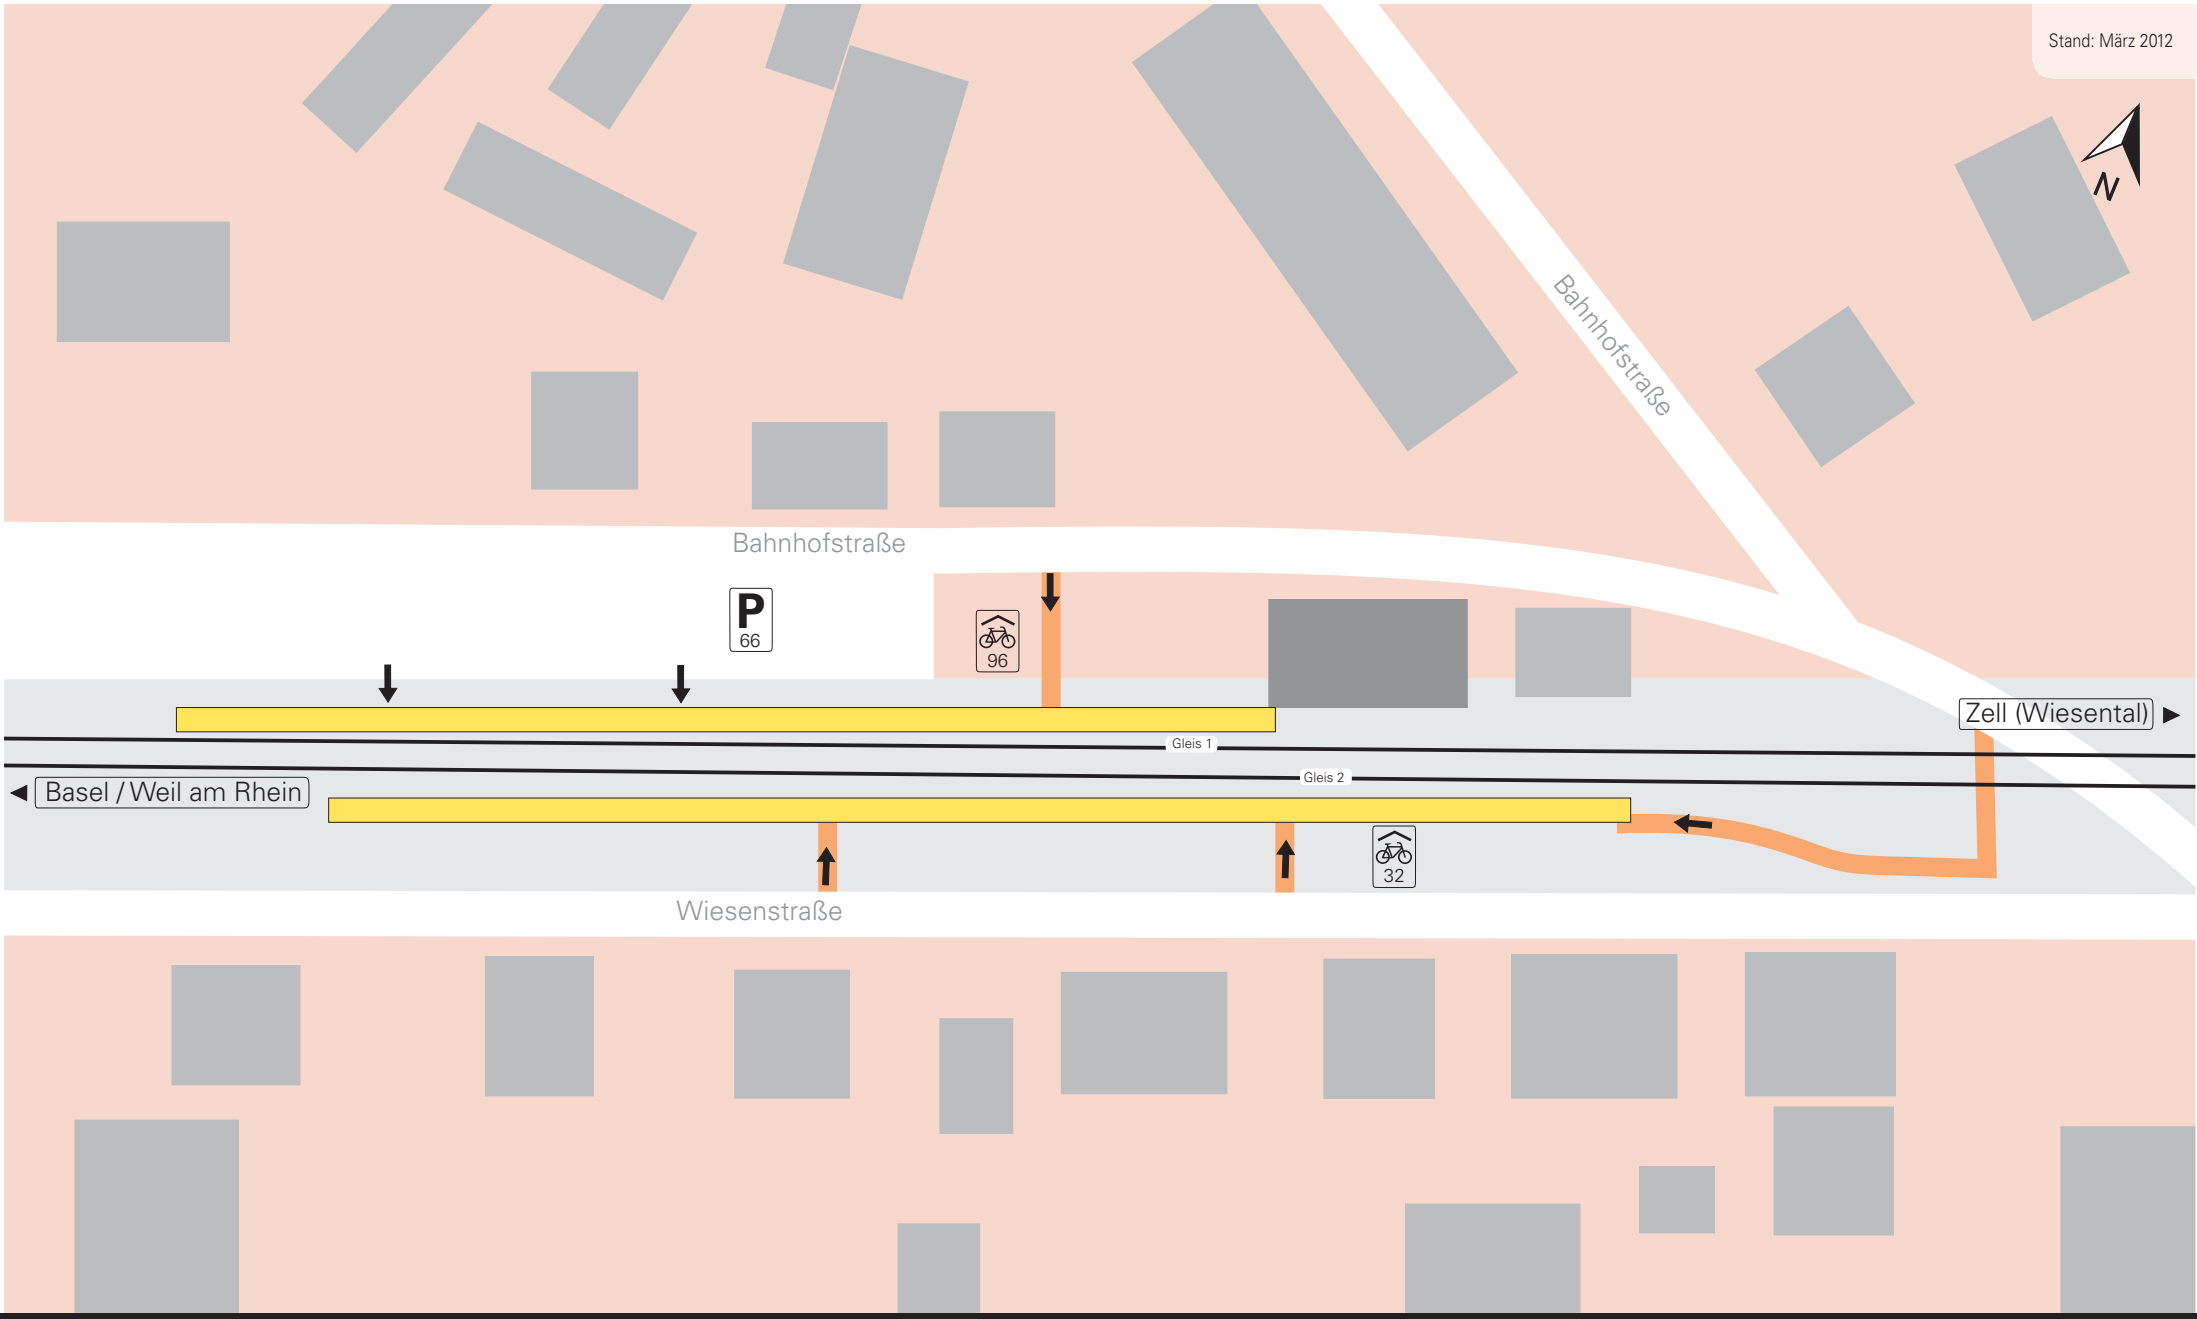 Stand: März 2012
N
Bahnhofstraße
Bahnhofstraße
P
66
96
Zell (Wiesental)
Gleis 1
Gleis 2
Basel / Weil am Rhein
32
Wiesenstraße